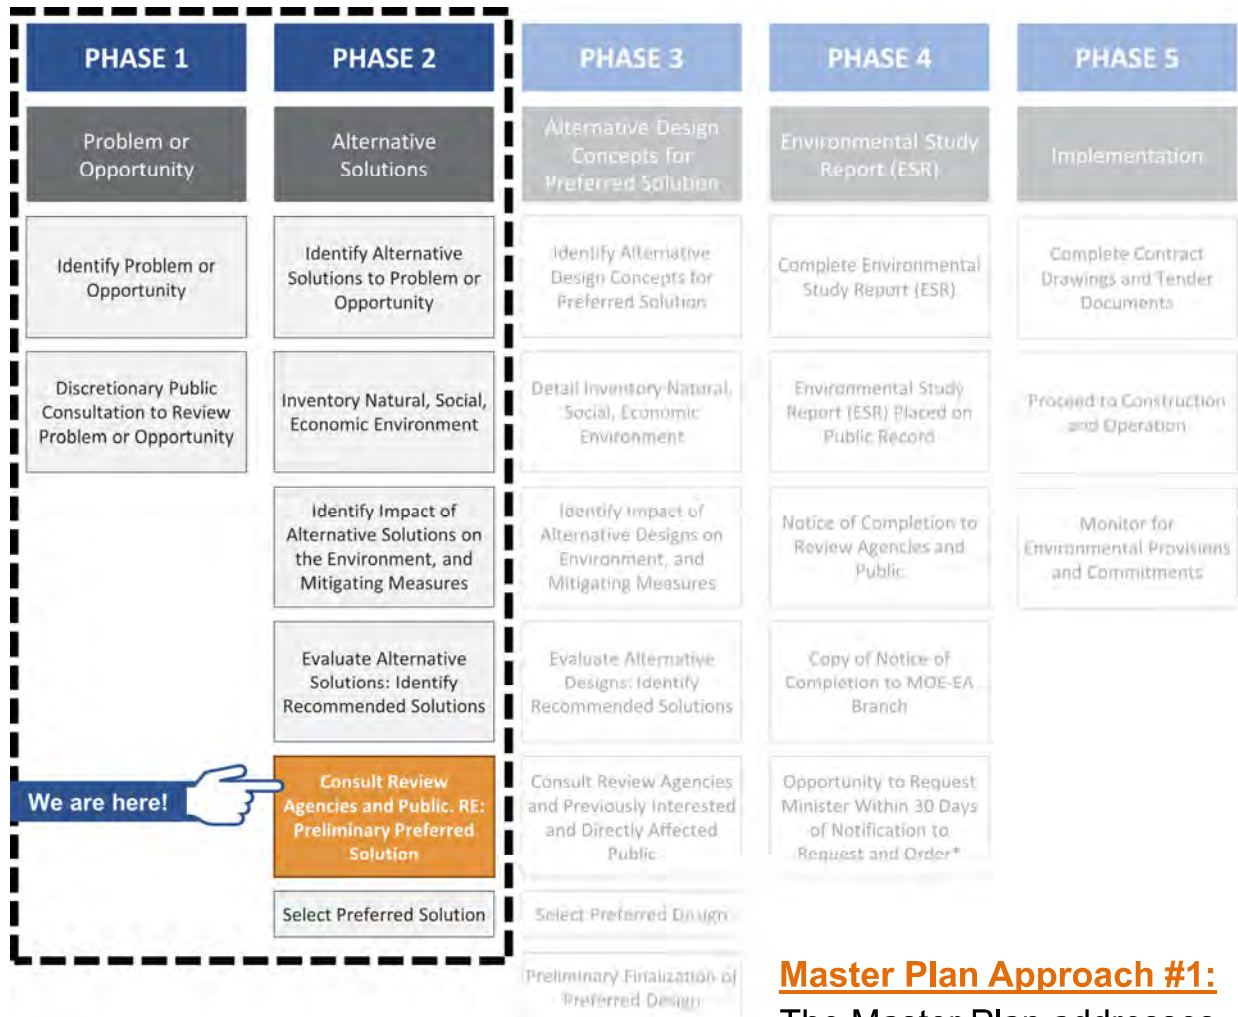 PHASE 1
Problem or
Opportunity
Identify Problem or
Opportunity
Discretionary Public
Consultation to Review
Problem or Opportunity
We are here!
PHASE 2
Alternative
Solutions
Identify Alternative
Solutions to Problem or
Opportunity
Inventory Natural, Social,
Economic Environment
Identify Impact of
Alternative Solutions on
the Environment, and
Mitigating Measures
Evaluate Alternative
Solutions: Identify
Recommended Solutions
Consult Review
Agencies and Public. RE:
Preliminary Preferred
Solution
Select Preferred Solution
PHASE 3
Alternative Design
Concepts for
Preferred Solution
Identify Alternative
Design Concepts for
Preferred Solution
Detail Inventory Natural,
Social, Economic
Environment
Identify Impact of
Alternative Designs on
Environment, and
Mitigating Measures
Evaluate Alternative
Designs: Identify
Recommended Solutions
Consult Review Agencies
and Previously Interested
and Directly Affected
Public
Select Preferred Design
Preliminary Finalization of
Preferred Design
PHASE 4
Environmental Study
Report (ESR)
Complete Environmental
Study Report (ESR)
Environmental Study
Report (ESR) Placed on
Public Record
Notice of Completion to
Review Agencies and
Public
Copy of Notice of
Completion to MOE-EA
Branch
Opportunity to Request
Minister Within 30 Days
of Notification to
Request and Order*
PHASE 5
Implementation
Complete Contract
Drawings and Tender
Documents
Proceed to Construction
and Operation
Monitor for
Environmental Provisions
and Commitments
Master Plan Approach #1:
The Master Plan addresses